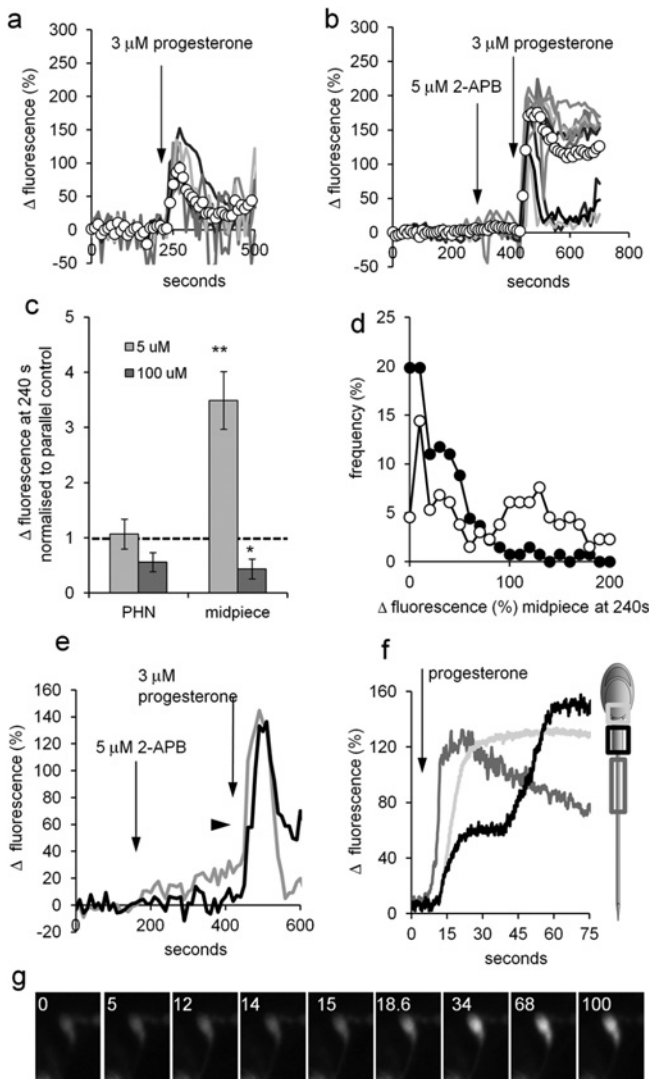 a
3 μM progesterone
Δ fluorescence (%)
300
250
200
150
100
50
0
-50
0
250
500
seconds
b
3 μM progesterone
5 μM 2-APB
Δ fluorescence (%)
300
250
200
150
100
50
0
-50
0
200
400
600
800
seconds
c
Δ fluorescence at 240 s
normalised to parallel control
5
4
3
2
1
0
5 uM
100 uM
**
*
PHN
midpiece
d
frequency (%)
25
20
15
10
5
0
0
100
200
Δ fluorescence (%) midpiece at 240s
e
3 μM
progesterone
5 μM 2-APB
Δ fluorescence (%)
160
140
120
100
80
60
40
20
0
-20
0
200
400
600
seconds
f
progesterone
Δ fluorescence (%)
160
120
80
40
0
0
15
30
45
60
75
seconds
g
0
5
12
14
15
18.6
34
68
100